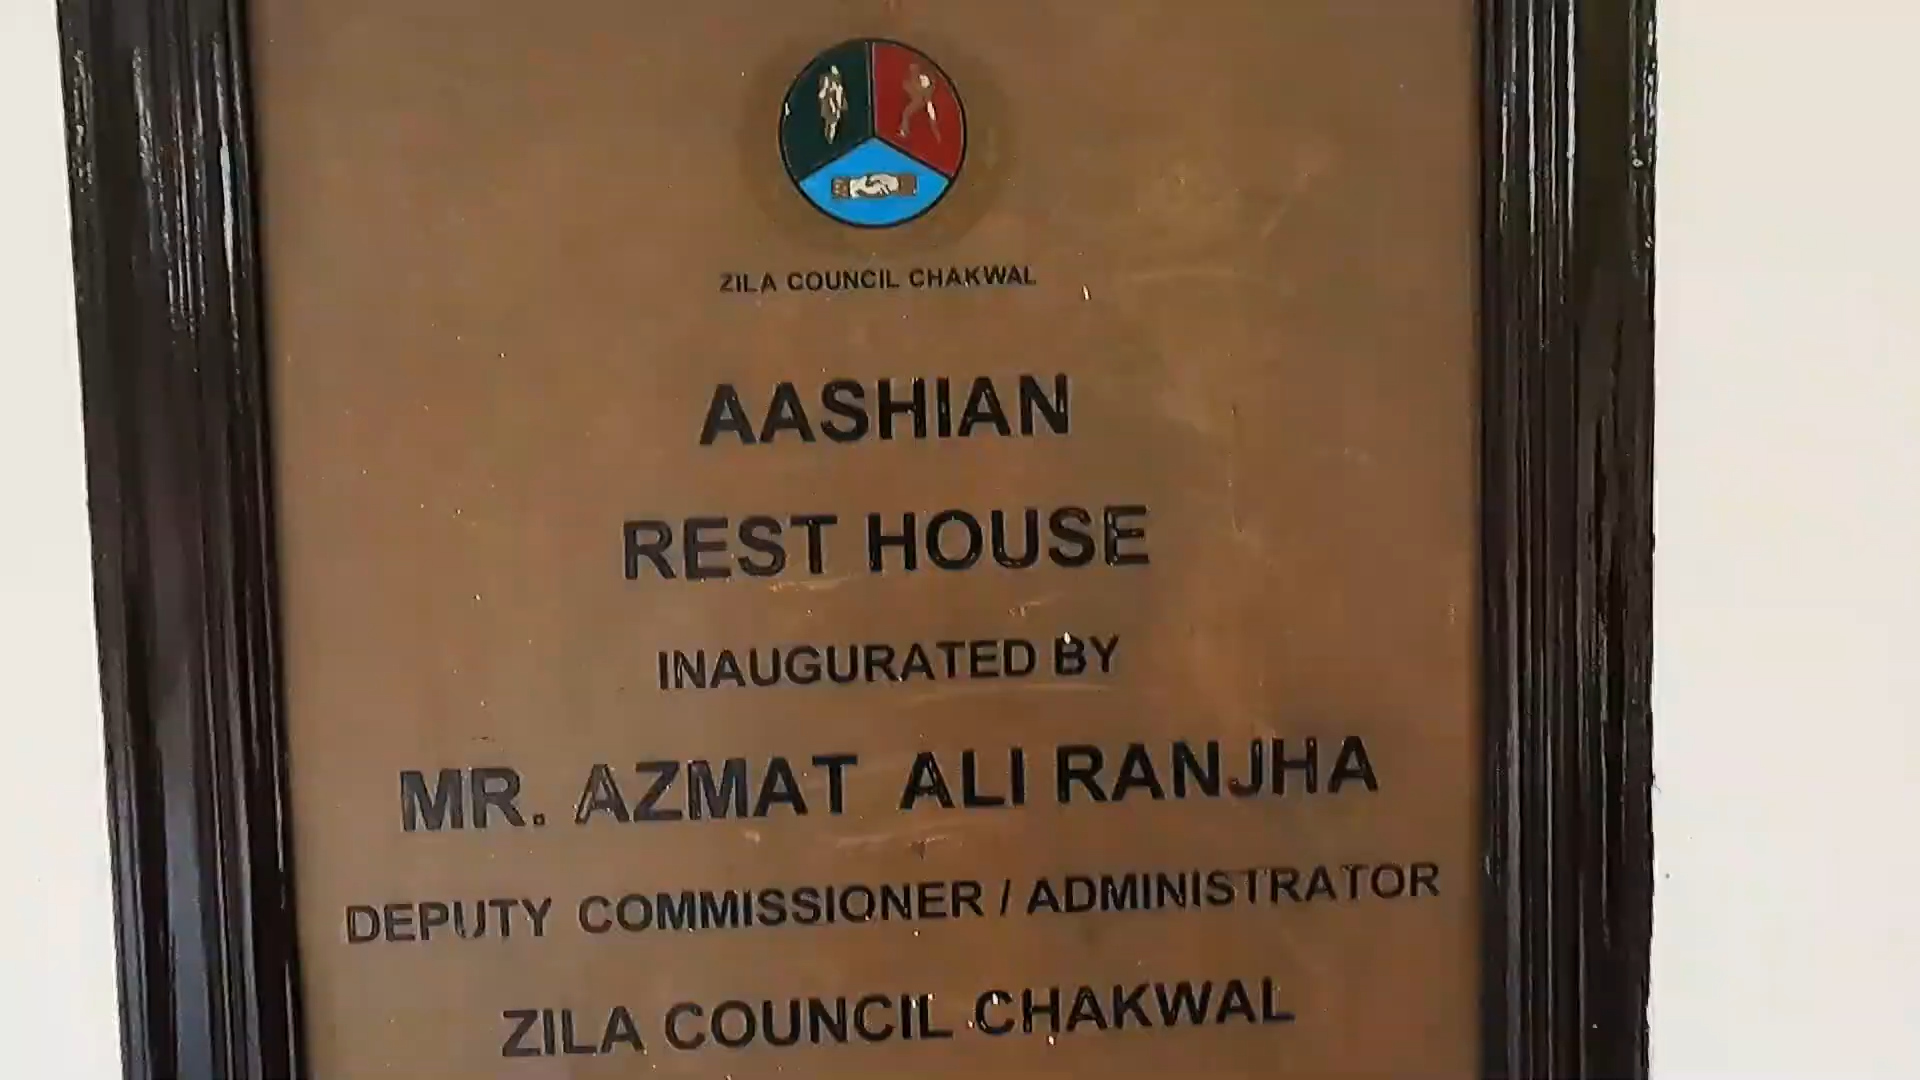 ZILA COUNCIL CHAKWAL
AASHIAN
REST HOUSE
INAUGURATED BY
MR. AZMAT ALI RANJHA
DEPUTY COMMISSIONER / ADMINISTRATOR
ZILA COUNCIL CHAKWAL